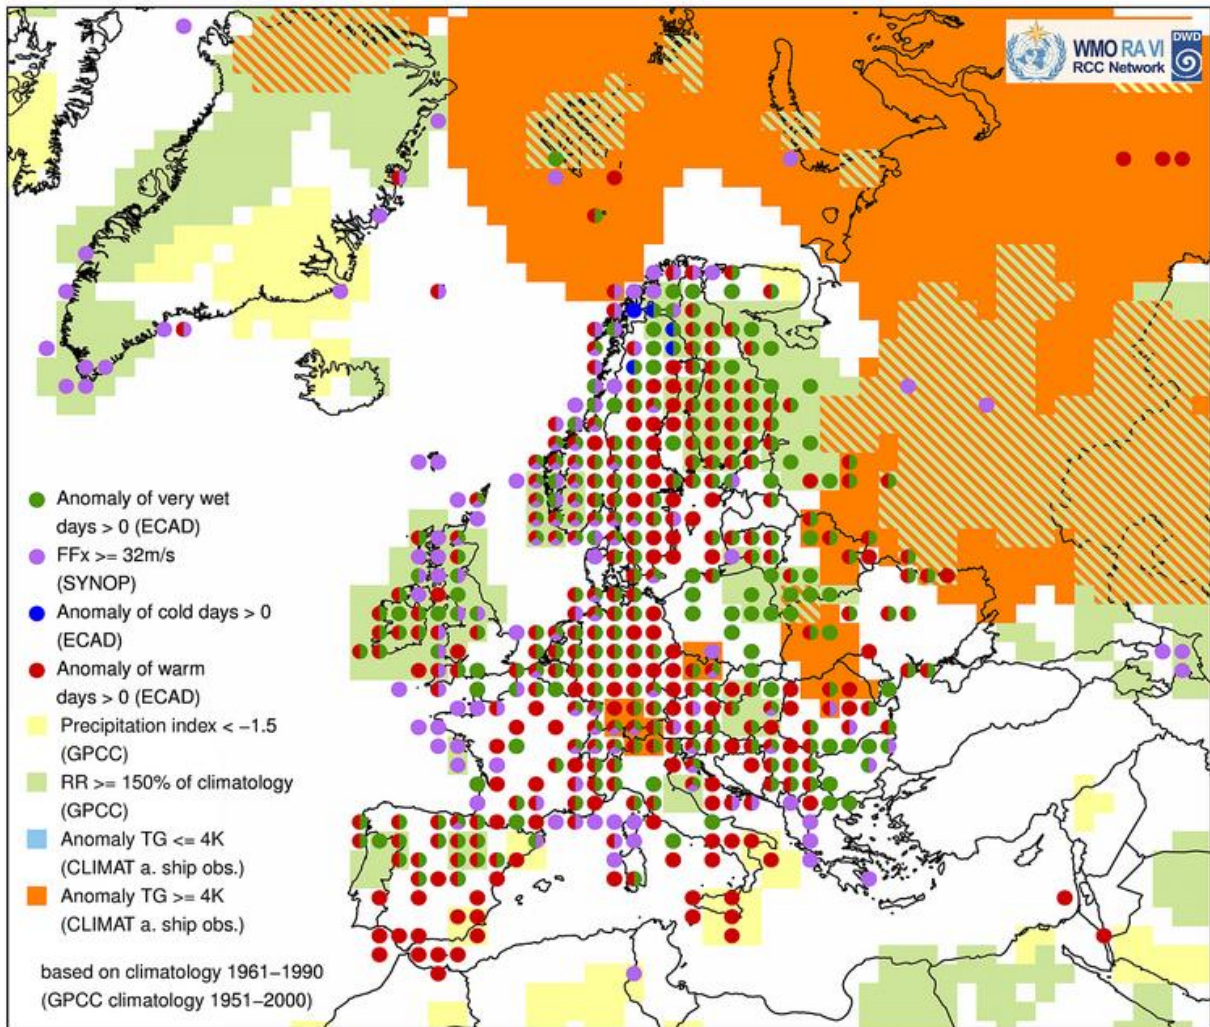 WMO RA VI
RCC Network
DWD
Anomaly of very wet
days > 0 (ECAD)
FFx >= 32m/s
(SYNOP)
Anomaly of cold days > 0
(ECAD)
Anomaly of warm
days > 0 (ECAD)
Precipitation index < −1.5
(GPCC)
RR >= 150% of climatology
(GPCC)
Anomaly TG <= 4K
(CLIMAT a. ship obs.)
Anomaly TG >= 4K
(CLIMAT a. ship obs.)
based on climatology 1961−1990
(GPCC climatology 1951−2000)